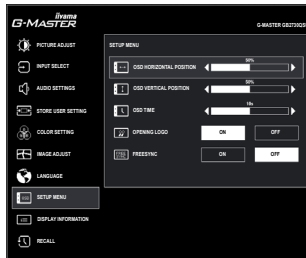 iiyama
G-MASTER
G-MASTER GB2730QS
PICTURE ADJUST
INPUT SELECT
AUDIO SETTINGS
STORE USER SETTING
COLOR SETTING
IMAGE ADJUST
LANGUAGE
SETUP MENU
DISPLAY INFORMATION
RECALL
SETUP MENU
OSD HORIZONTAL POSITION 50%
OSD VERTICAL POSITION 50%
OSD TIME
OPENING LOGO ON OFF
FREESYNC ON OFF